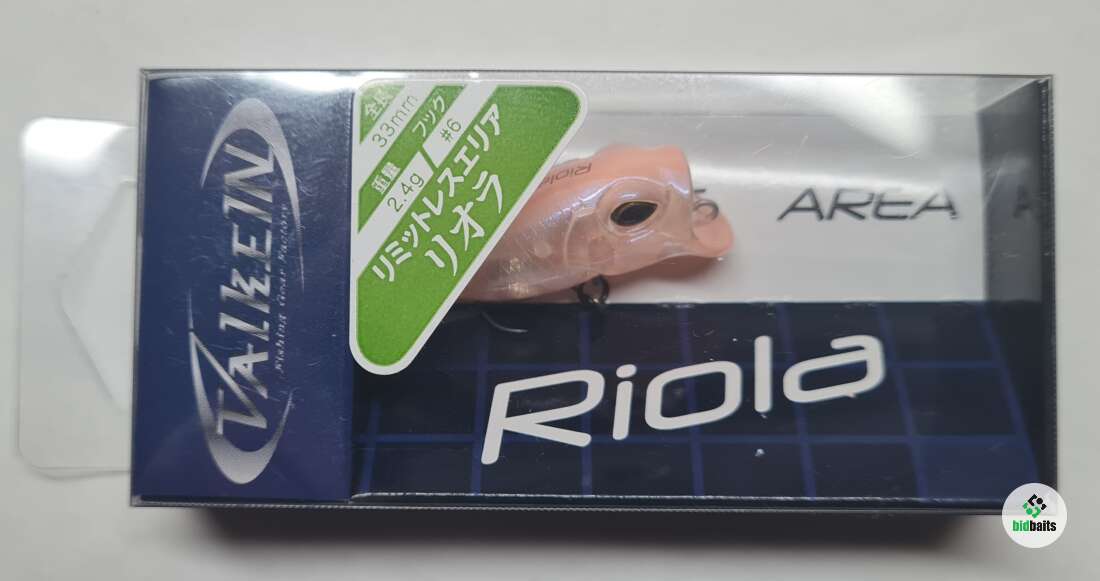 VALKEIN
Fishing Gear Factory
全長
33mm
フック
#6
重量
2.4g
リミットレスエリア
リオラ
Riola
AREA
Riola
bidbaits